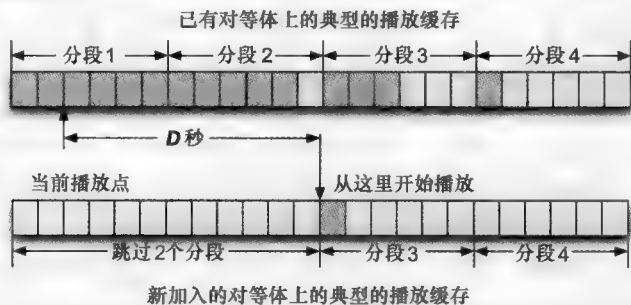 已有对等体上的典型的播放缓存
分段1 分段2 分段3 分段4
D秒
当前播放点 从这里开始播放
跳过2个分段 分段3 分段4
新加入的对等体上的典型的播放缓存